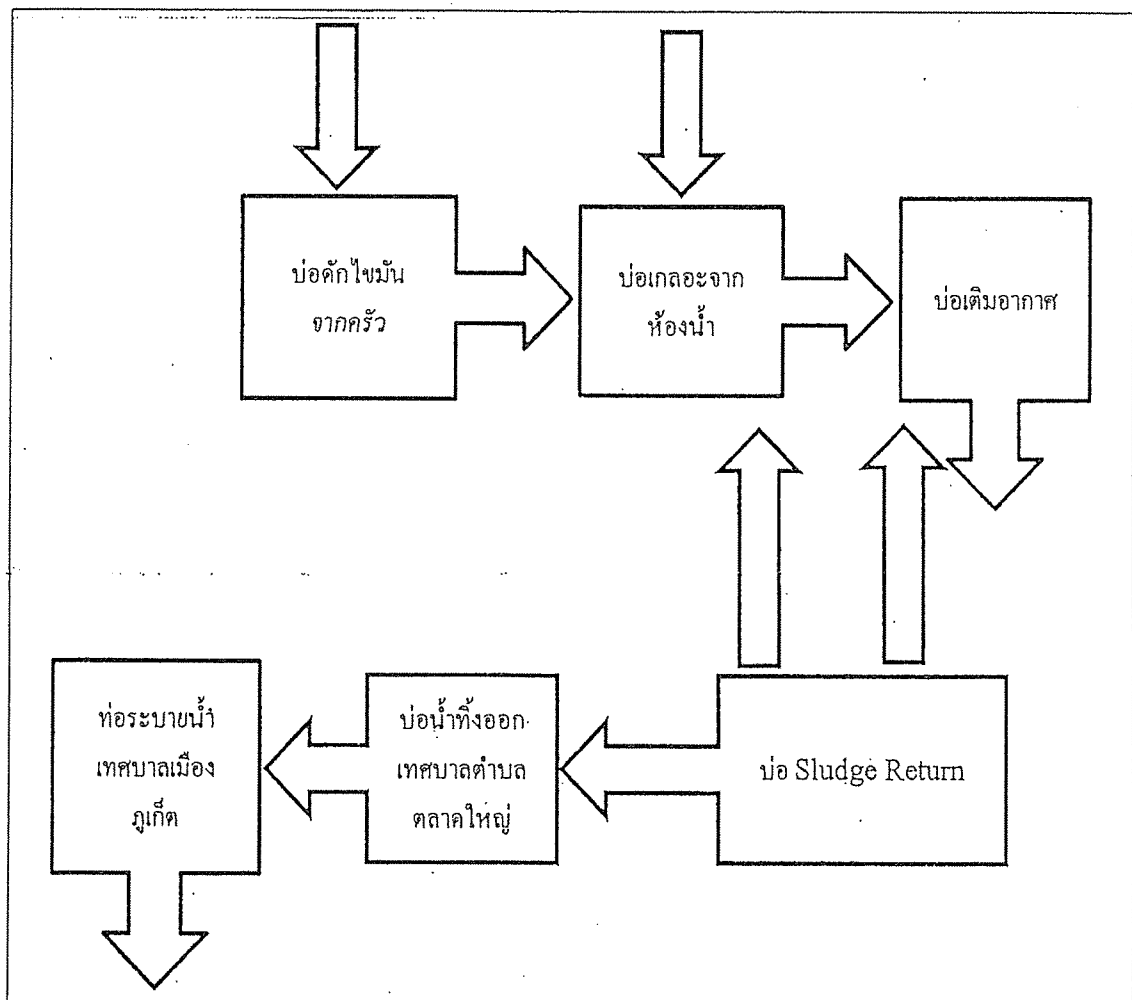 บ่อดักไขมัน
จากครัว
บ่อเกลอะจาก
ห้องน้ำ
บ่อเติมอากาศ
ท่อระบายน้ำ
เทศบาลเมือง
ภูเก็ต
บ่อน้ำทิ้งออก
เทศบาลตำบล
ตลาดใหญ่
บ่อ Sludge Return